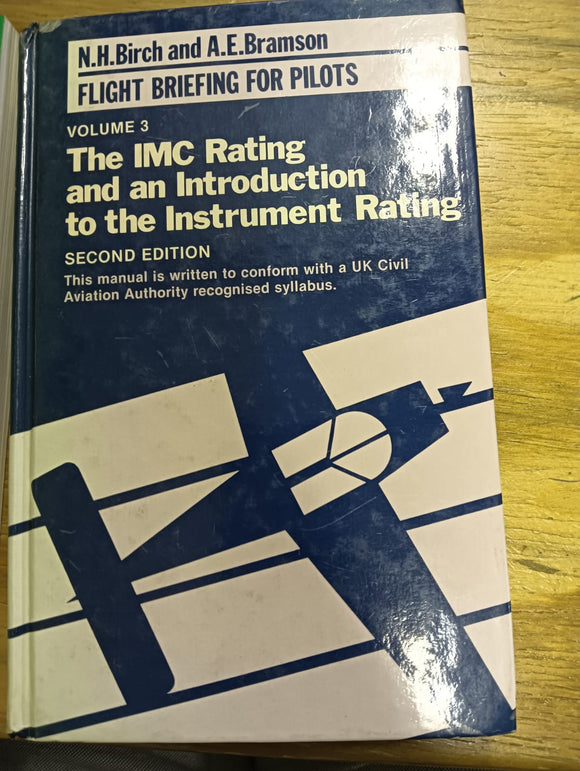 N.H.Birch and A.E.Bramson
FLIGHT BRIEFING FOR PILOTS
VOLUME 3
The IMC Rating
and an Introduction
to the Instrument Rating
SECOND EDITION
This manual is written to conform with a UK Civil
Aviation Authority recognised syllabus.